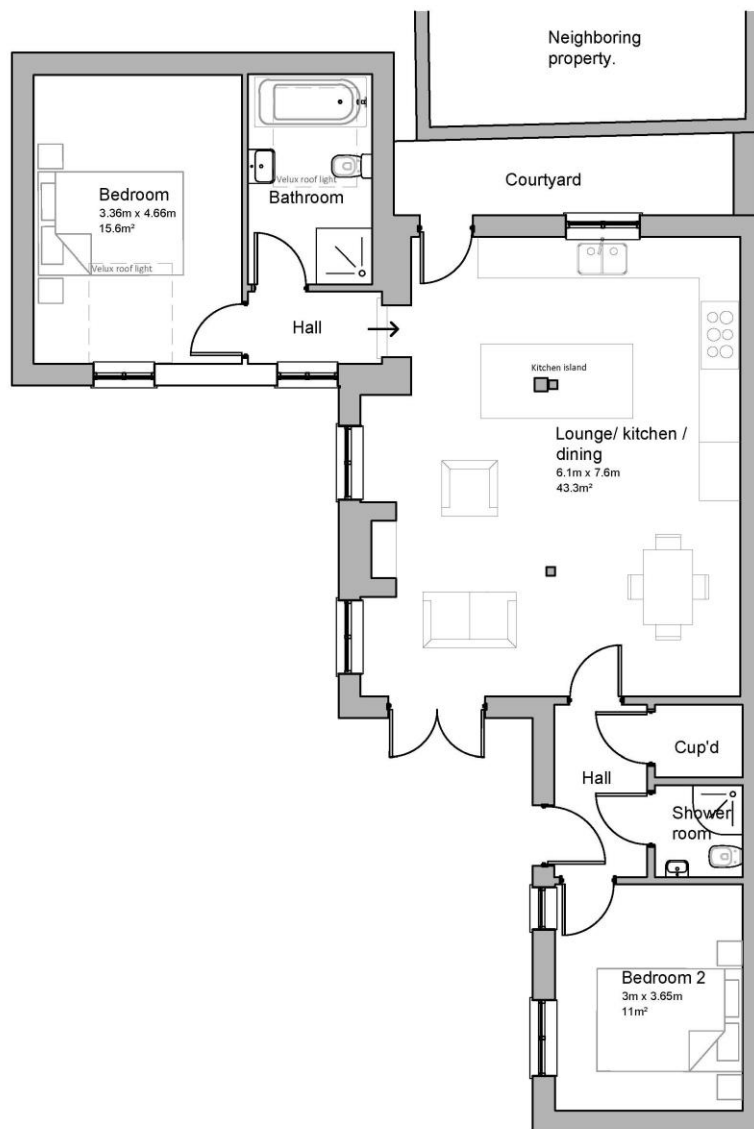 Neighboring
property.
Courtyard
Bedroom
3.36m x 4.66m
15.6m²
Velux roof light
Velux roof light
Bathroom
Hall
Kitchen island
Lounge/ kitchen /
dining
6.1m x 7.6m
43.3m²
Cup'd
Hall
Shower
room
Bedroom 2
3m x 3.65m
11m²